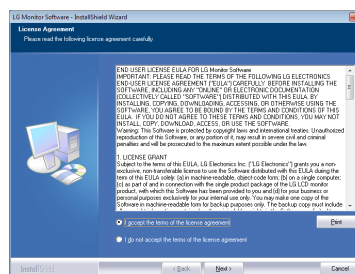 LG Monitor Software - InstallShield Wizard
License Agreement
Please read the following license agreement carefully.
END-USER LICENSE AGREEMENT EULA FOR LG Monitor Software
IMPORTANT: PLEASE READ THE TERMS OF THE FOLLOWING LG ELECTRONICS
END-USER LICENSE AGREEMENT ("EULA") CAREFULLY BEFORE INSTALLING THE
SOFTWARE, INCLUDING ANY "ONLINE" OR ELECTRONIC DOCUMENTATION
(COLLECTIVELY CALLED "SOFTWARE") DISTRIBUTED WITH THIS EULA. BY
INSTALLING, COPYING, DOWNLOADING, ACCESSING, OR OTHERWISE USING THE
SOFTWARE, YOU AGREE TO BE BOUND BY THE TERMS AND CONDITIONS OF THIS
EULA. IF YOU DO NOT AGREE TO THESE TERMS AND CONDITIONS, YOU MAY NOT
INSTALL, COPY, DOWNLOAD, ACCESS, OR USE THE SOFTWARE.
Warning: This Software is protected by copyright laws and international treaties. Unauthorized
reproduction of this Software, or any portion of it, may result in severe civil and criminal
penalties and will be prosecuted to the maximum extent possible under the law.
1. LICENSE GRANT
Subject to the terms of this EULA, LG Electronics Inc. ("LG Electronics") grants you a non-
exclusive, non-transferable license to use the Software distributed with this EULA during the
term of this EULA solely: (a) in machine-readable, object-code form; (b) on a single computer;
(c) as part of and in connection with the single product package of the LG LCD monitor
product, with which this Software has been provided to you and (d) for your business or
personal purposes exclusively for your internal use only. You may make one copy of the
Software in machine-readable form for backup purposes only. The backup copy must include
I accept the terms of the license agreement
Print
I do not accept the terms of the license agreement
InstallShield
< Back
Next >
Cancel